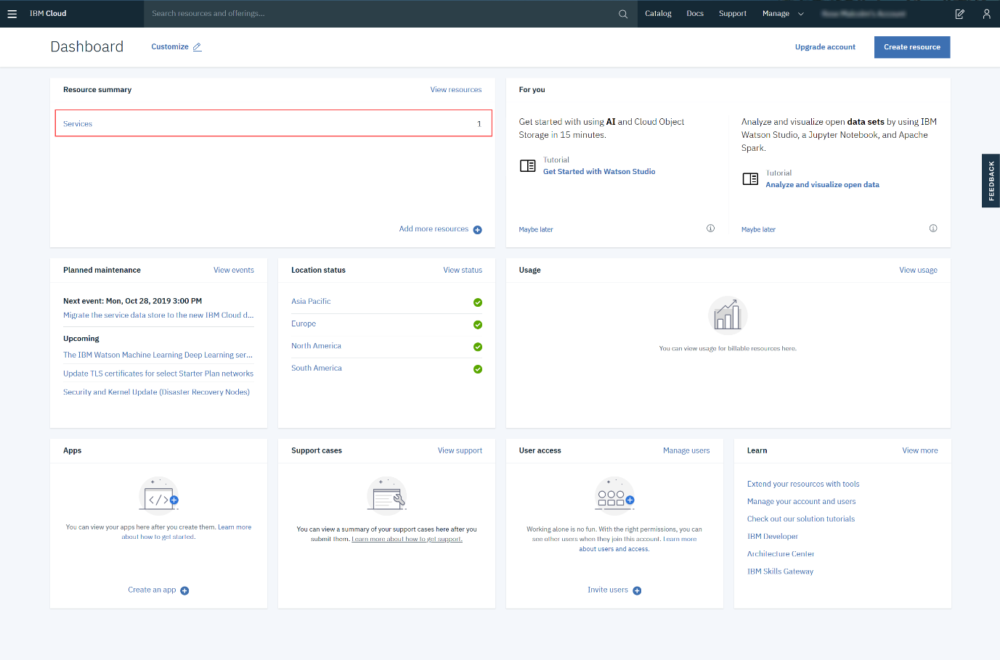 IBM Cloud
Search resources and offerings...
Catalog
Docs
Support
Manage
Dashboard
Customize
Upgrade account
Create resource
Resource summary
View resources
Services
1
Add more resources
For you
Get started with using AI and Cloud Object
Storage in 15 minutes.
Tutorial
Get Started with Watson Studio
Maybe later
Analyze and visualize open data sets by using IBM
Watson Studio, a Jupyter Notebook, and Apache
Spark.
Tutorial
Analyze and visualize open data
Maybe later
FEEDBACK
Planned maintenance
View events
Next event: Mon, Oct 28, 2019 3:00 PM
Migrate the service data store to the new IBM Cloud d...
Upcoming
The IBM Watson Machine Learning Deep Learning ser...
Update TLS certificates for select Starter Plan networks
Security and Kernel Update (Disaster Recovery Nodes)
Location status
View status
Asia Pacific
Europe
North America
South America
Usage
View usage
You can view usage for billable resources here.
Apps
You can view your apps here after you create them. Learn more
about how to get started.
Create an app
Support cases
View support
You can view a summary of your support cases here after you
submit them. Learn more about how to get support.
User access
Manage users
Working alone is no fun. With the right permissions, you can
see other users when they join this account. Learn more
about users and access.
Invite users
Learn
View more
Extend your resources with tools
Manage your account and users
Check out our solution tutorials
IBM Developer
Architecture Center
IBM Skills Gateway